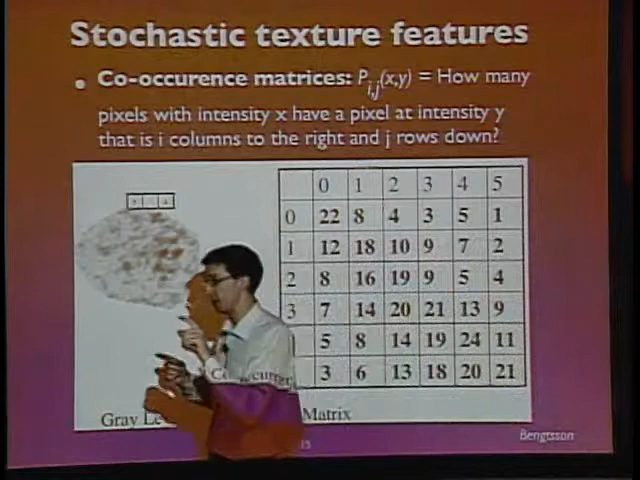 Stochastic texture features
• Co-occurence matrices: Pi,j(x,y) = How many
pixels with intensity x have a pixel at intensity y
that is i columns to the right and j rows down?
0 1 2 3 4 5
0 22 8 4 3 5 1
1 12 18 10 9 7 2
2 8 16 19 9 5 4
3 7 14 20 21 13 9
5 8 14 19 24 11
3 6 13 18 20 21
Gray Le Matrix
15
Bengtsson